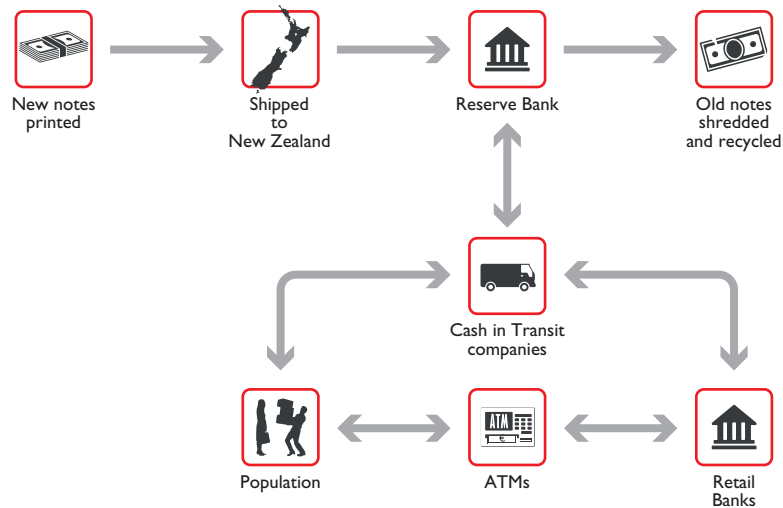 New notes
printed
Shipped
to
New Zealand
Reserve Bank
Old notes
shredded
and recycled
Cash in Transit
companies
Population
ATM
ATMs
Retail
Banks